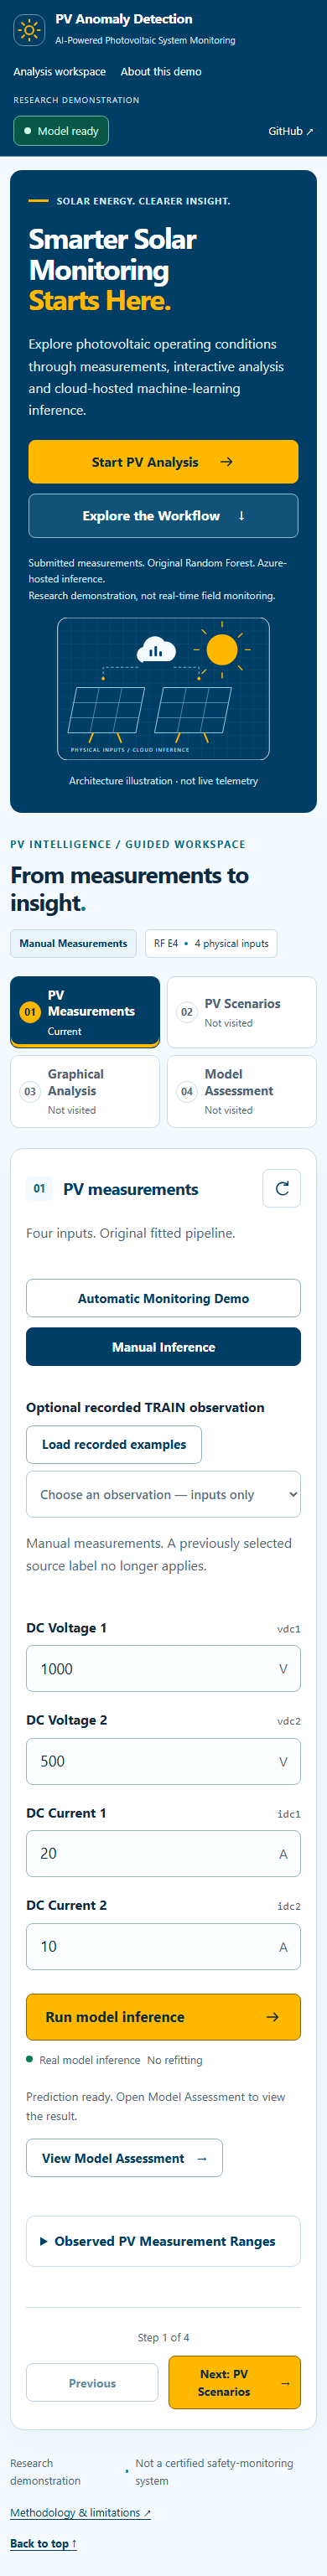 PV Anomaly Detection
AI-Powered Photovoltaic System Monitoring
Analysis workspace About this demo
RESEARCH DEMONSTRATION
Model ready
GitHub ↗
SOLAR ENERGY. CLEARER INSIGHT.
Smarter Solar
Monitoring
Starts Here.
Explore photovoltaic operating conditions
through measurements, interactive analysis
and cloud-hosted machine-learning
inference.
Start PV Analysis →
Explore the Workflow ↓
Submitted measurements. Original Random Forest. Azure-
hosted inference.
Research demonstration, not real-time field monitoring.
PHYSICAL INPUTS / CLOUD INFERENCE
Architecture illustration · not live telemetry
PV INTELLIGENCE / GUIDED WORKSPACE
From measurements to
insight.
Manual Measurements
RF E4 • 4 physical inputs
01
PV
Measurements
Current
02
PV Scenarios
Not visited
03
Graphical
Analysis
Not visited
04
Model
Assessment
Not visited
01 PV measurements
Four inputs. Original fitted pipeline.
Automatic Monitoring Demo
Manual Inference
Optional recorded TRAIN observation
Load recorded examples
Choose an observation — inputs only
Manual measurements. A previously selected
source label no longer applies.
DC Voltage 1 vdc1
1000 V
DC Voltage 2 vdc2
500 V
DC Current 1 idc1
20 A
DC Current 2 idc2
10 A
Run model inference →
Real model inference No refitting
Prediction ready. Open Model Assessment to view
the result.
View Model Assessment →
▶ Observed PV Measurement Ranges
Step 1 of 4
Previous
Next: PV
Scenarios →
Research
demonstration
•
Not a certified safety-monitoring
system
Methodology & limitations ↗
Back to top ↑